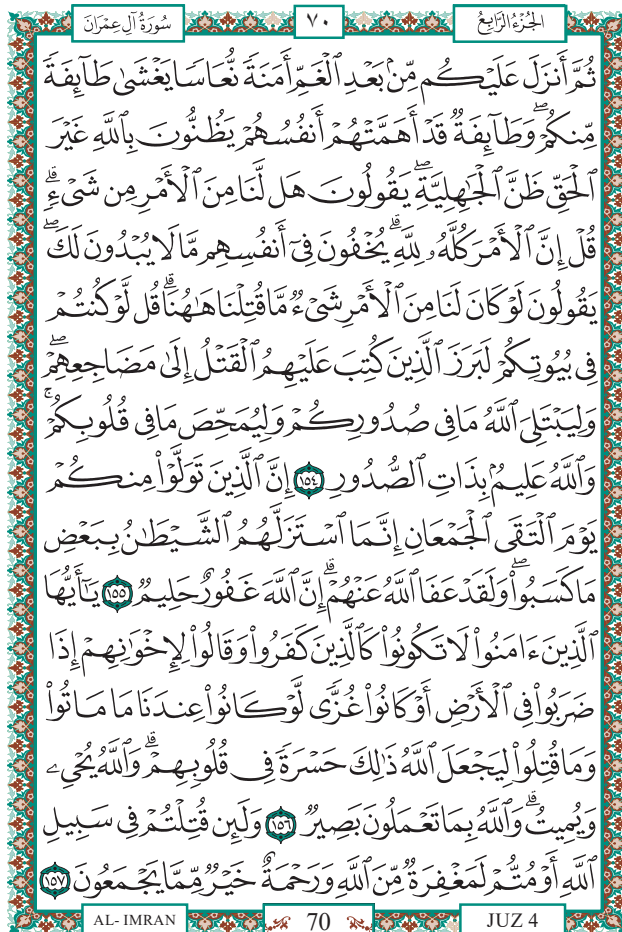 سُورَةُ آلِ عِمْرَانَ ٧٠ الجُزْءُ الرَّابِعُ
ثُمَّ أَنزَلَ عَلَيْكُم مِّنۢ بَعْدِ ٱلْغَمِّ أَمَنَةً نُّعَاسًا يَغْشَىٰ طَآئِفَةً
مِّنكُمْ ۖ وَطَآئِفَةٌ قَدْ أَهَمَّتْهُمْ أَنفُسُهُمْ يَظُنُّونَ بِٱللَّهِ غَيْرَ
ٱلْحَقِّ ظَنَّ ٱلْجَـٰهِلِيَّةِ ۖ يَقُولُونَ هَل لَّنَا مِنَ ٱلْأَمْرِ مِن شَىْءٍ ۗ
قُلْ إِنَّ ٱلْأَمْرَ كُلَّهُۥ لِلَّهِ ۗ يُخْفُونَ فِىٓ أَنفُسِهِم مَّا لَا يُبْدُونَ لَكَ ۖ
يَقُولُونَ لَوْ كَانَ لَنَا مِنَ ٱلْأَمْرِ شَىْءٌ مَّا قُتِلْنَا هَـٰهُنَا ۗ قُل لَّوْ كُنتُمْ
فِى بُيُوتِكُمْ لَبَرَزَ ٱلَّذِينَ كُتِبَ عَلَيْهِمُ ٱلْقَتْلُ إِلَىٰ مَضَاجِعِهِمْ ۖ
وَلِيَبْتَلِىَ ٱللَّهُ مَا فِى صُدُورِكُمْ وَلِيُمَحِّصَ مَا فِى قُلُوبِكُمْ ۚ
وَٱللَّهُ عَلِيمٌۢ بِذَاتِ ٱلصُّدُورِ ١٥٤ إِنَّ ٱلَّذِينَ تَوَلَّوْا۟ مِنكُمْ
يَوْمَ ٱلْتَقَى ٱلْجَمْعَانِ إِنَّمَا ٱسْتَزَلَّهُمُ ٱلشَّيْطَـٰنُ بِبَعْضِ
مَا كَسَبُوا۟ ۖ وَلَقَدْ عَفَا ٱللَّهُ عَنْهُمْ ۗ إِنَّ ٱللَّهَ غَفُورٌ حَلِيمٌ ١٥٥ يَـٰٓأَيُّهَا
ٱلَّذِينَ ءَامَنُوا۟ لَا تَكُونُوا۟ كَٱلَّذِينَ كَفَرُوا۟ وَقَالُوا۟ لِإِخْوَٰنِهِمْ إِذَا
ضَرَبُوا۟ فِى ٱلْأَرْضِ أَوْ كَانُوا۟ غُزًّى لَّوْ كَانُوا۟ عِندَنَا مَا مَاتُوا۟
وَمَا قُتِلُوا۟ لِيَجْعَلَ ٱللَّهُ ذَٰلِكَ حَسْرَةً فِى قُلُوبِهِمْ ۗ وَٱللَّهُ يُحْىِۦ
وَيُمِيتُ ۗ وَٱللَّهُ بِمَا تَعْمَلُونَ بَصِيرٌ ١٥٦ وَلَئِن قُتِلْتُمْ فِى سَبِيلِ
ٱللَّهِ أَوْ مُتُّمْ لَمَغْفِرَةٌ مِّنَ ٱللَّهِ وَرَحْمَةٌ خَيْرٌ مِّمَّا يَجْمَعُونَ ١٥٧
AL- IMRAN 70 JUZ 4